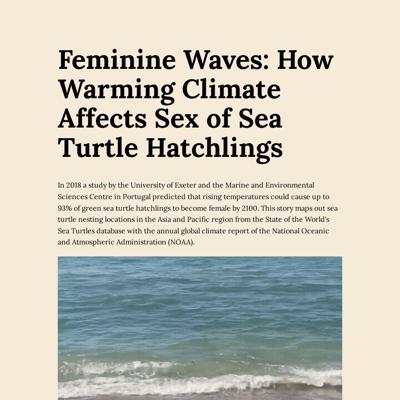 Feminine Waves: How
Warming Climate
Affects Sex of Sea
Turtle Hatchlings
In 2018 a study by the University of Exeter and the Marine and Environmental
Sciences Centre in Portugal predicted that rising temperatures could cause up to
93% of green sea turtle hatchlings to become female by 2100. This story maps out sea
turtle nesting locations in the Asia and Pacific region from the State of the World's
Sea Turtles database with the annual global climate report of the National Oceanic
and Atmospheric Administration (NOAA).